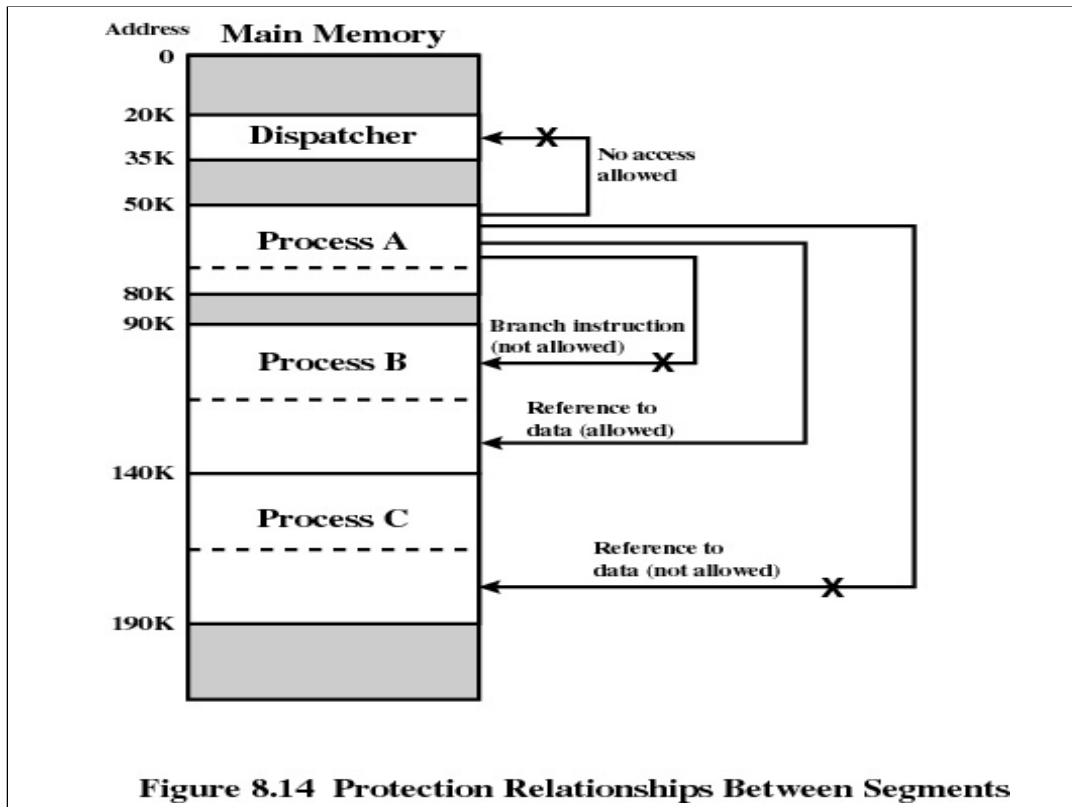 Address
Main Memory
0
20K
Dispatcher
35K
No access
allowed
50K
Process A
80K
90K
Branch instruction
(not allowed)
X
Process B
Reference to
data (allowed)
140K
Process C
Reference to
data (not allowed)
X
190K
Figure 8.14 Protection Relationships Between Segments